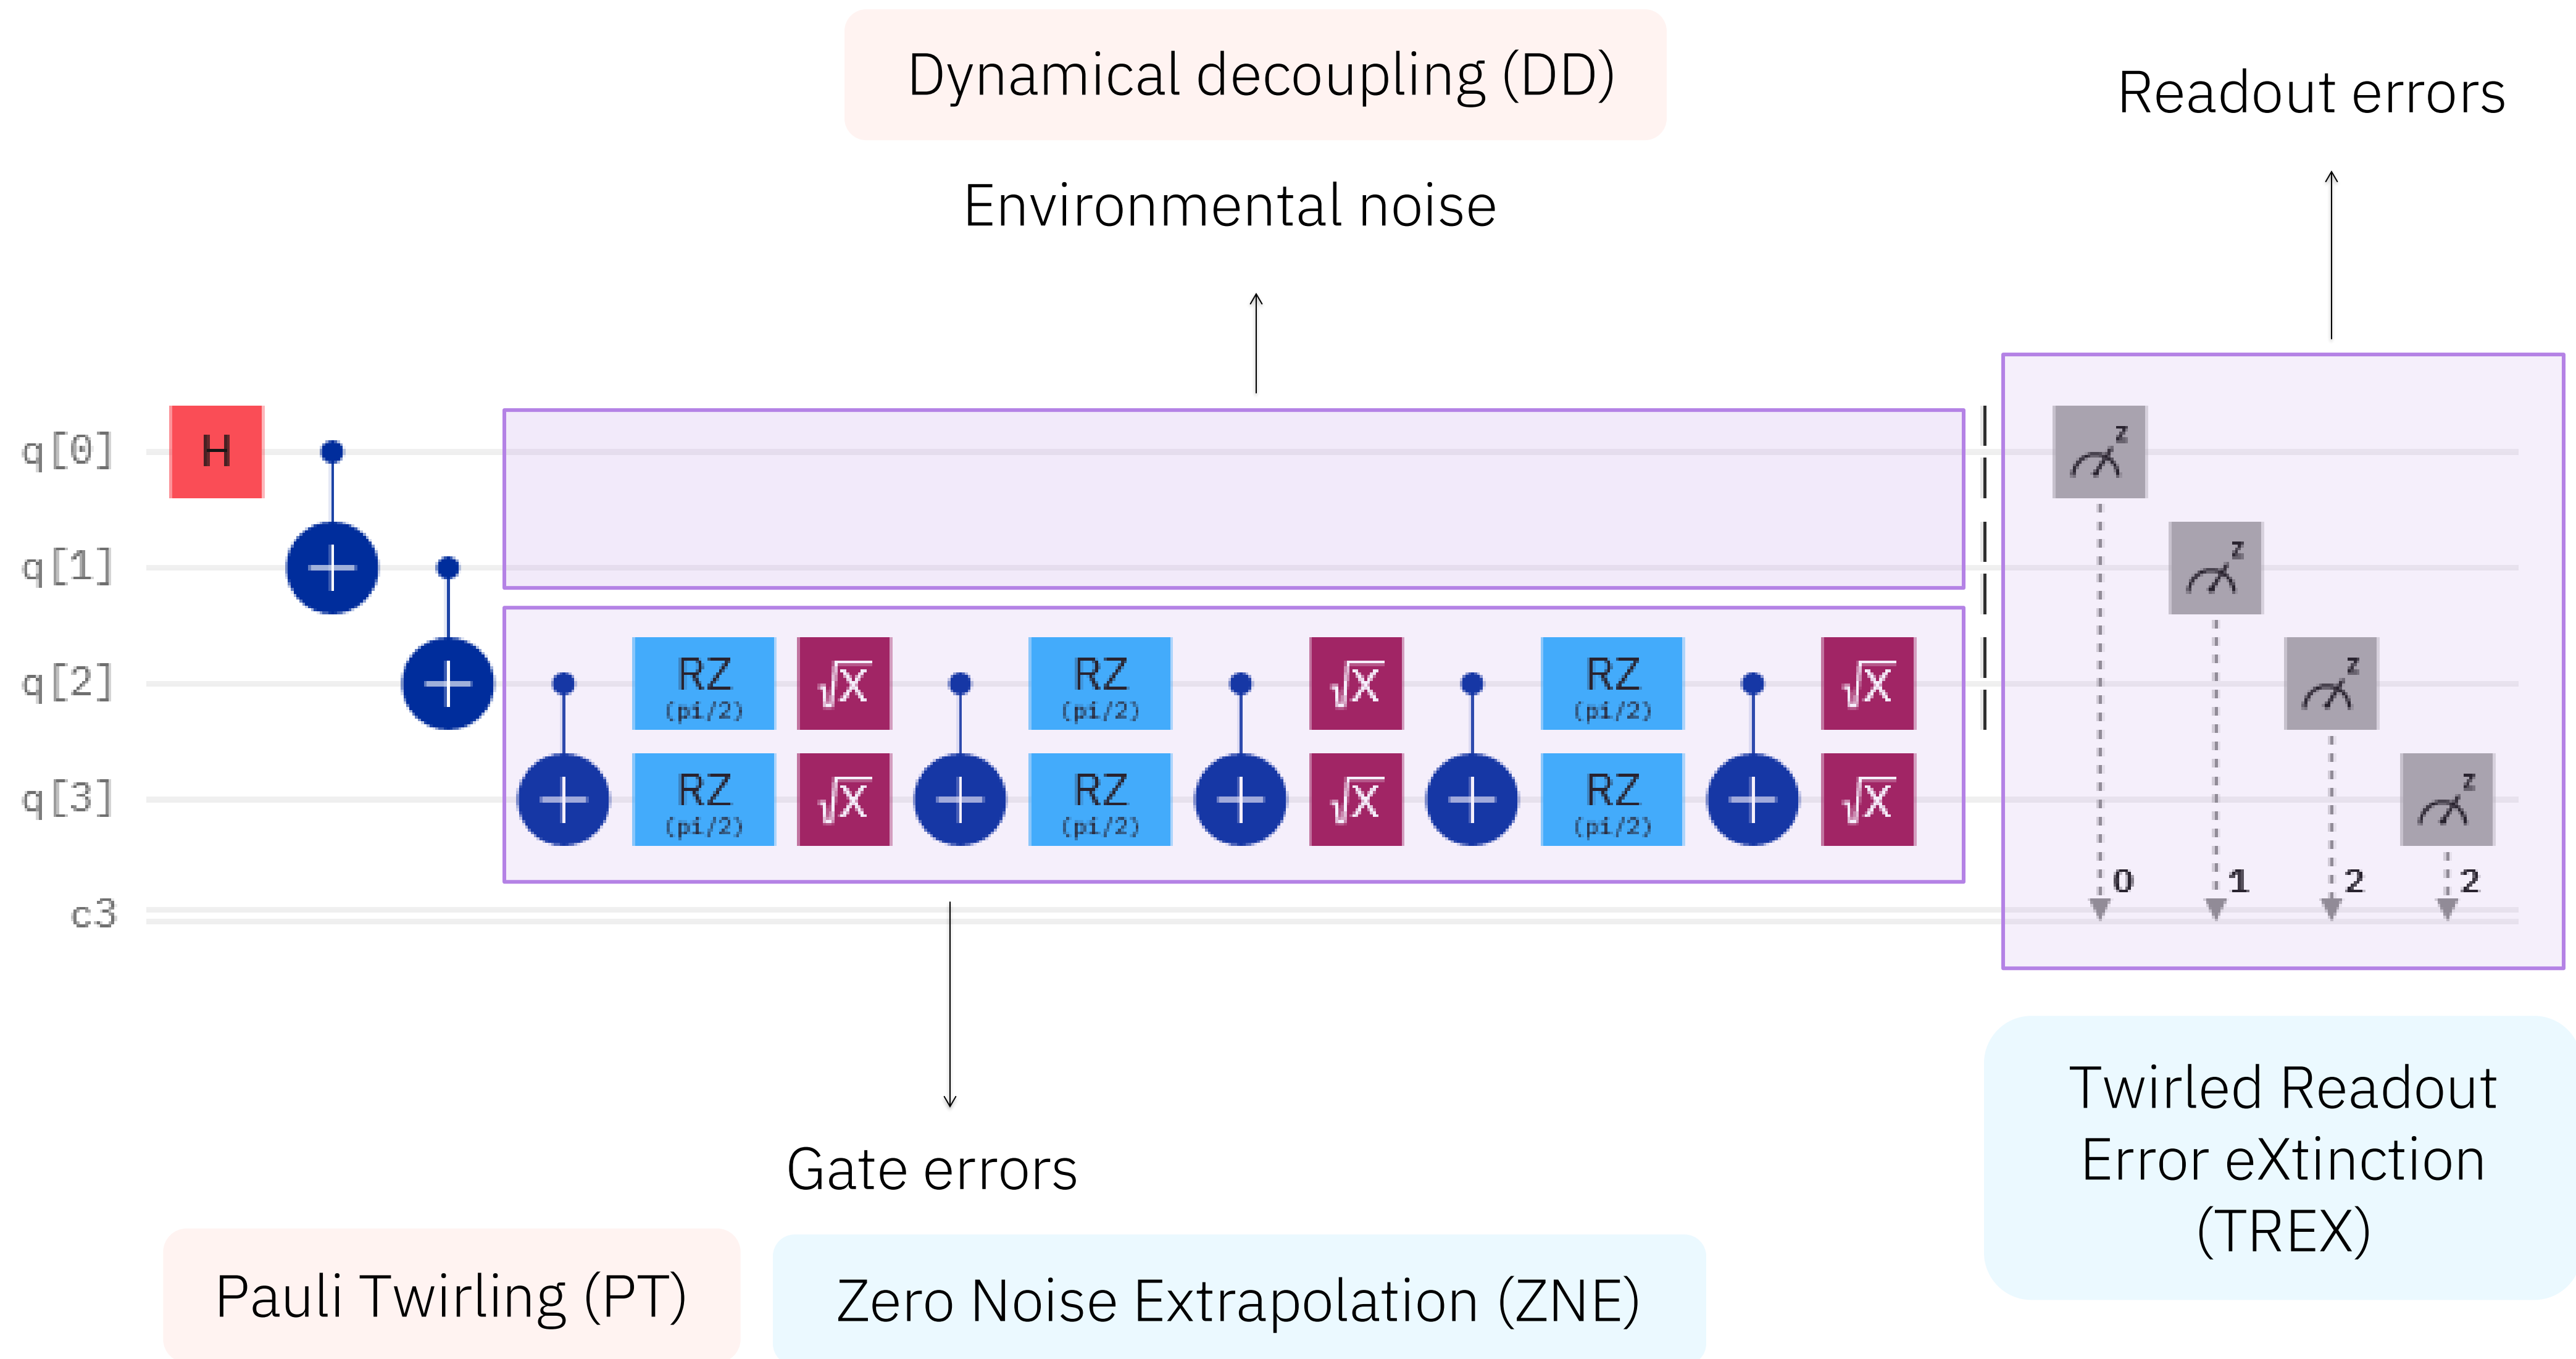 Dynamical decoupling (DD)
Readout errors
Environmental noise
q[0]
H
z
q[1]
z
q[2]
RZ
(pi/2)
√X
RZ
(pi/2)
√X
RZ
(pi/2)
√X
z
q[3]
RZ
(pi/2)
√X
RZ
(pi/2)
√X
RZ
(pi/2)
√X
z
c3
0
1
2
2
Gate errors
Pauli Twirling (PT)
Zero Noise Extrapolation (ZNE)
Twirled Readout
Error eXtinction
(TREX)